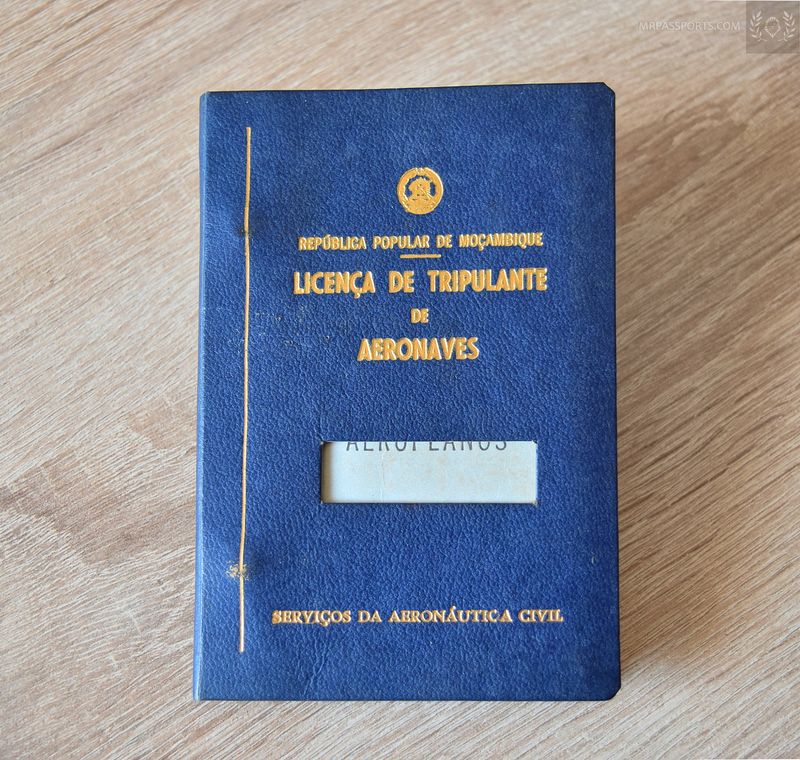 MRPASSPORTS.COM
REPÚBLICA POPULAR DE MOÇAMBIQUE
LICENÇA DE TRIPULANTE
DE
AERONAVES
AEROPLANOS
SERVIÇOS DA AERONÁUTICA CIVIL